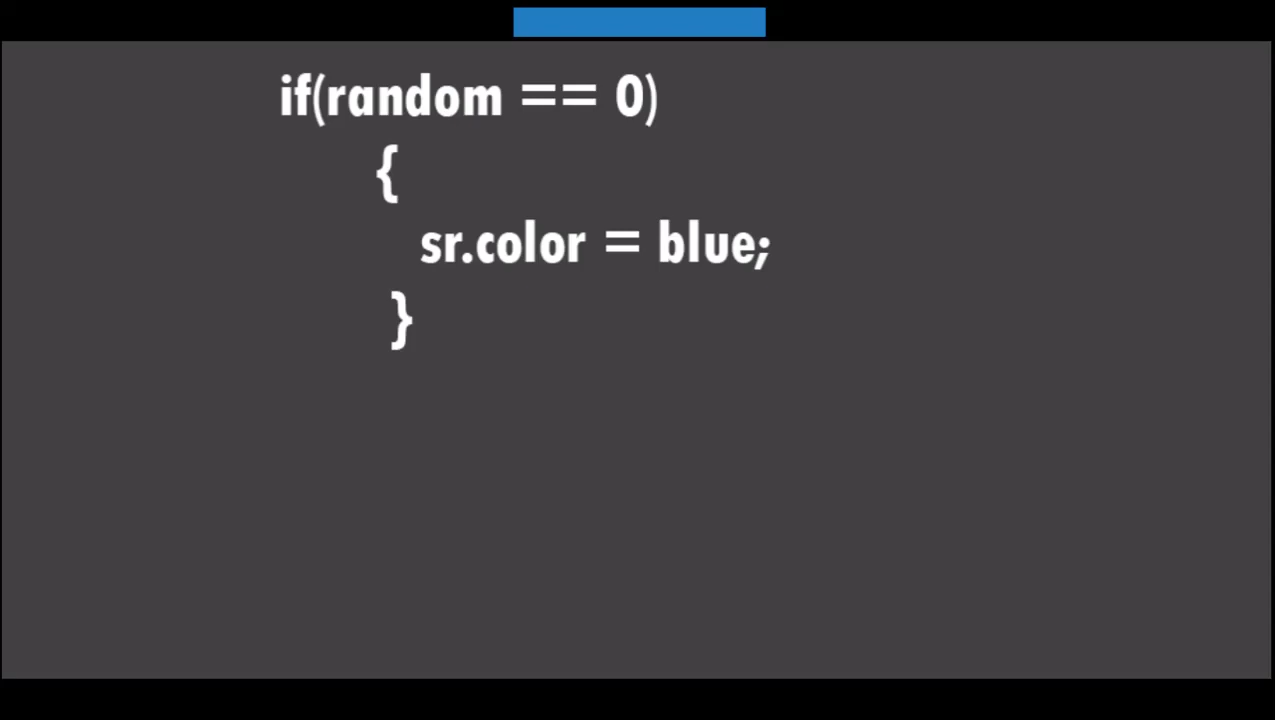 if(random == 0)
{
sr.color = blue;
}